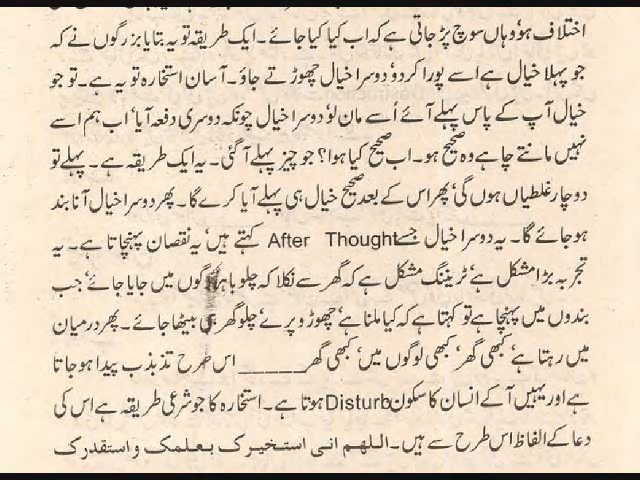 اختلاف ہو، وہاں سوچ پڑ جاتی ہے کہ اب کیا کیا جائے۔ ایک طریقہ تو یہ بتایا بزرگوں نے کہ
جو پہلا خیال ہے اسے پورا کر دو، دوسرا خیال چھوڑتے جاؤ۔ آسان استخارہ تو یہ ہے۔ تو جو
خیال آپ کے پاس پہلے آئے اُسے مان لو، دوسرا خیال چونکہ دوسری دفعہ آیا، اب ہم اسے
نہیں مانتے چاہے وہ صحیح ہو۔ اب صحیح کیا ہوا؟ جو چیز پہلے آ گئی۔ یہ ایک طریقہ ہے۔ پہلے تو
دو چار غلطیاں ہوں گی، پھر اس کے بعد صحیح خیال ہی پہلے آیا کرے گا۔ پھر دوسرا خیال آنا بند
ہو جائے گا۔ یہ دوسرا خیال جسے After Thought کہتے ہیں، یہ نقصان پہنچاتا ہے۔ یہ
تجربہ بڑا مشکل ہے، ٹریننگ مشکل ہے کہ گھر سے نکلا کہ چلو باہر لوگوں میں جایا جائے، جب
بندوں میں پہنچا ہے تو کہتا ہے کہ کیا ملنا ہے، چھوڑو پرے، چلو گھر بیٹھا جائے۔ پھر درمیان
میں رہتا ہے، کبھی گھر، کبھی لوگوں میں، کبھی گھر ______ اس طرح تذبذب پیدا ہو جاتا
ہے اور یہیں آ کے انسان کا سکون Disturb ہوتا ہے۔ استخارہ کا جو شرعی طریقہ ہے اس کی
دعا کے الفاظ اس طرح سے ہیں۔ اللہم انی استخیرک بعلمک و استقدرک